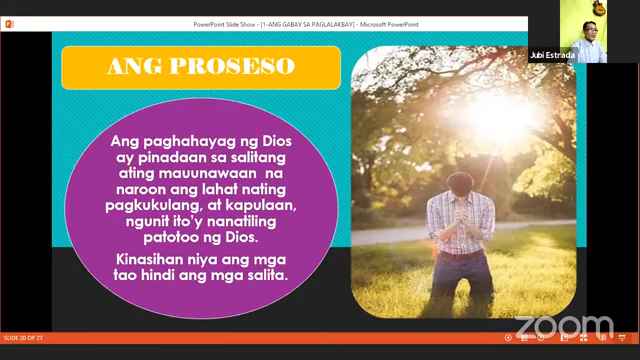 PowerPoint Slide Show - [1-ANG GABAY SA PAGLALAKBAY] - Microsoft PowerPoint
Jubi Estrada
ANG PROSESO
Ang paghahayag ng Dios
ay pinadaan sa salitang
ating mauunawaan na
naroon ang lahat nating
pagkukulang, at kapulaan,
ngunit ito'y nanatiling
patotoo ng Dios.
Kinasihan niya ang mga
tao hindi ang mga salita.
SLIDE 20 OF 27
zoom